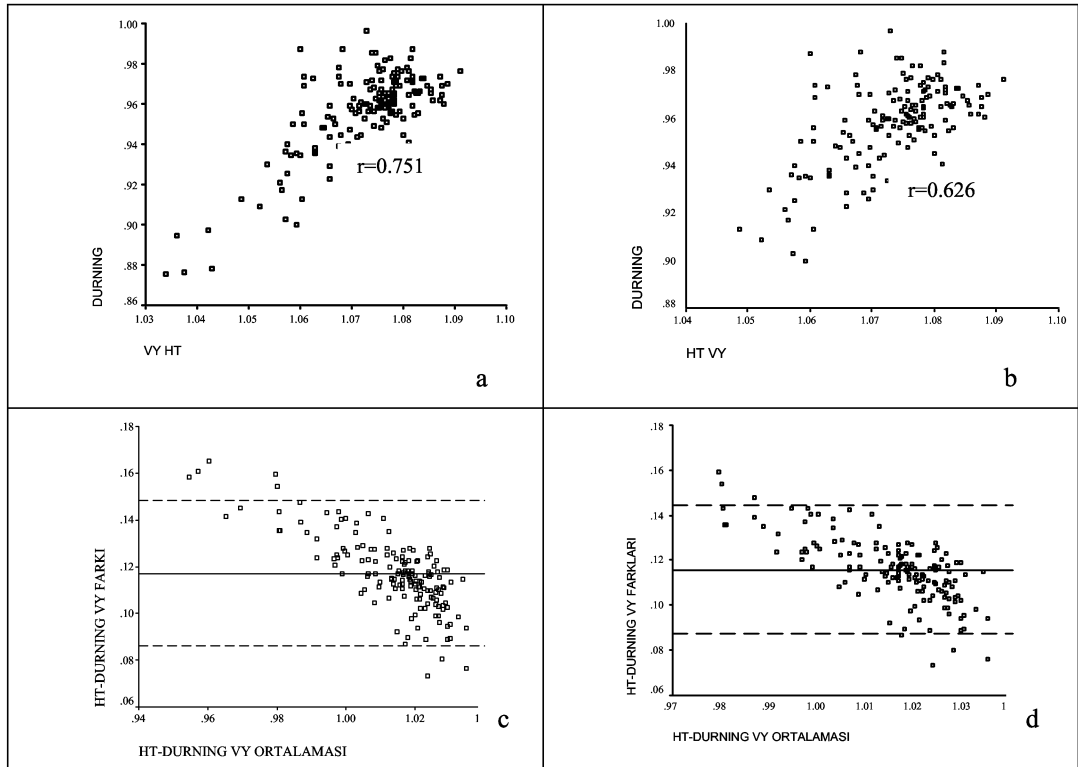 1.00
.98
.96
.94
.92
.90
.88
.86
DURNING
r=0.751
1.03 1.04 1.05 1.06 1.07 1.08 1.09 1.10
VY HT
a
1.00
.98
.96
.94
.92
.90
.88
DURNING
r=0.626
1.04 1.05 1.06 1.07 1.08 1.09 1.10
HT VY
b
.18
.16
.14
.12
.10
.08
.06
HT-DURNING VY FARKI
.94 .96 .98 1.00 1.02 1
HT-DURNING VY ORTALAMASI
c
.18
.16
.14
.12
.10
.08
.06
HT-DURNING VY FARKLARI
.97 .98 .99 1.00 1.01 1.02 1.03 1
HT-DURNING VY ORTALAMASI
d